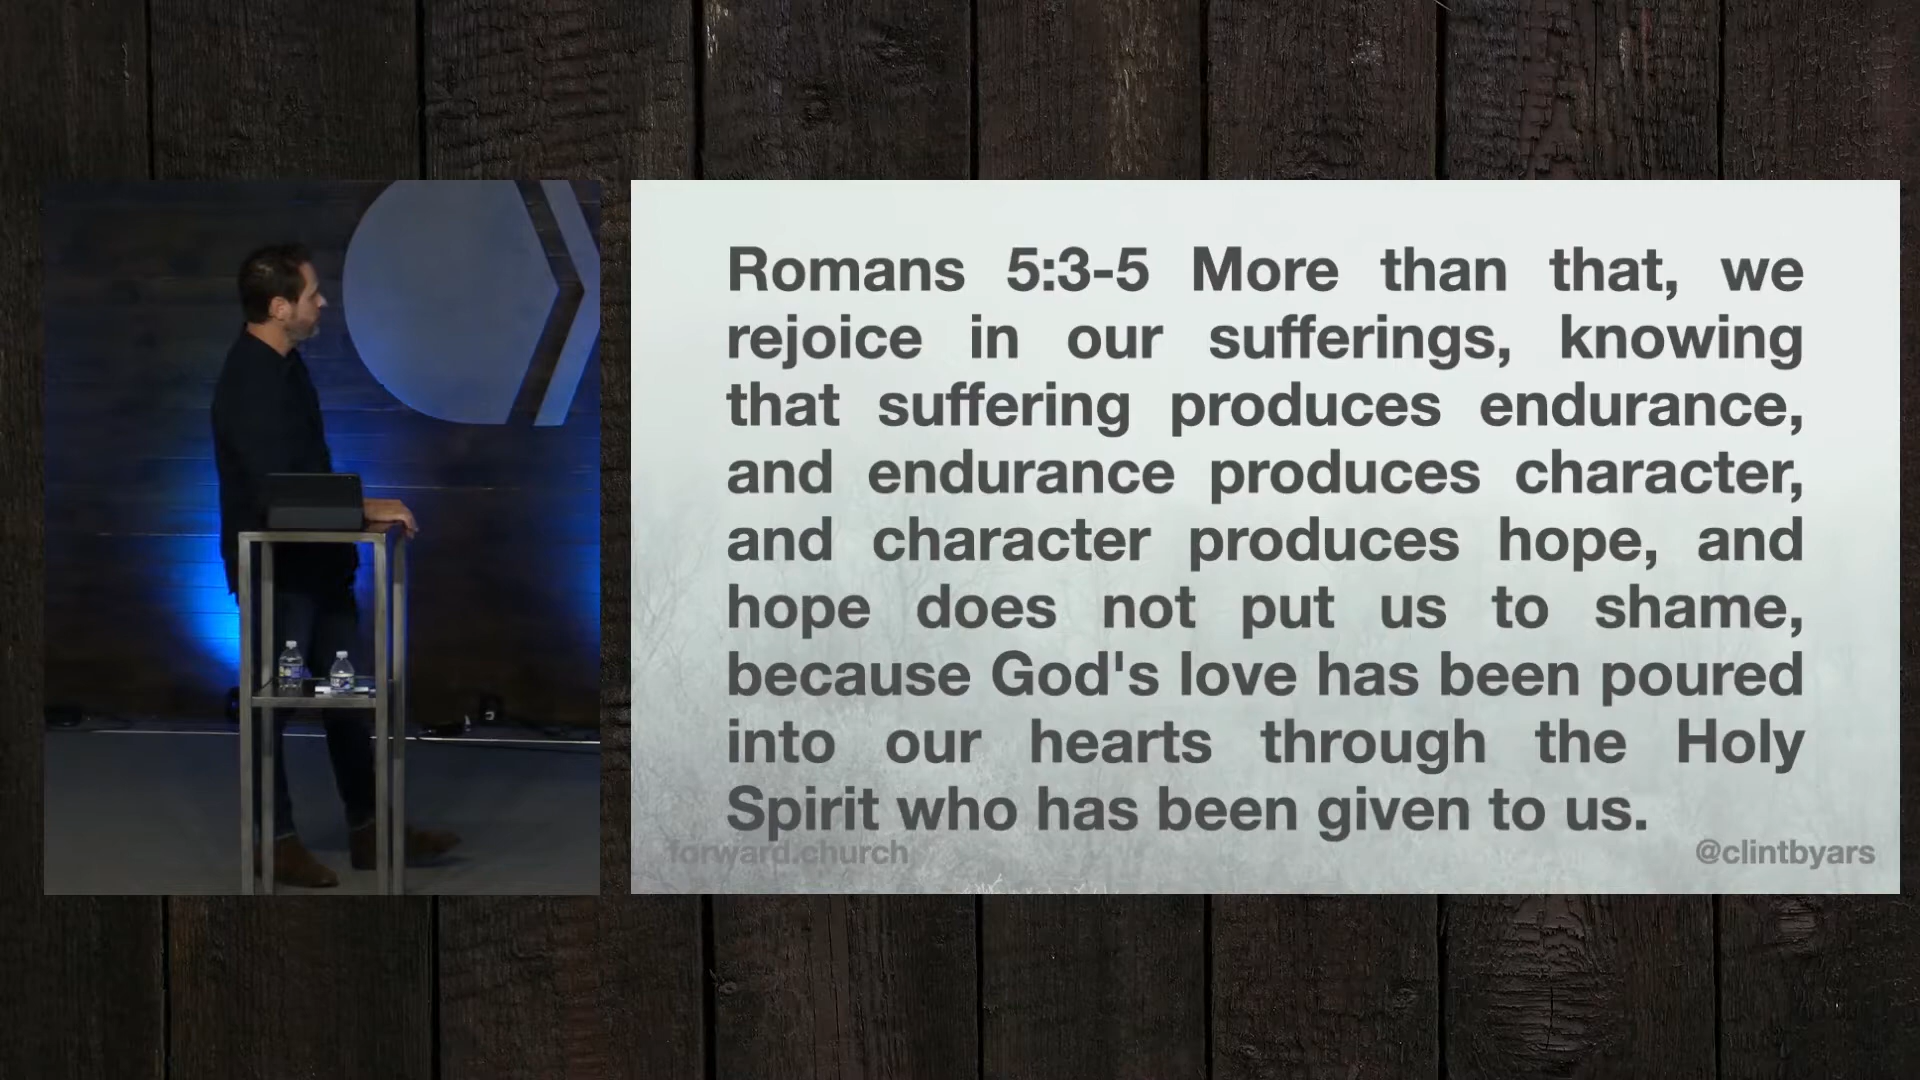 Romans 5:3-5 More than that, we
rejoice in our sufferings, knowing
that suffering produces endurance,
and endurance produces character,
and character produces hope, and
hope does not put us to shame,
because God's love has been poured
into our hearts through the Holy
Spirit who has been given to us.
forward.church
@clintbyars